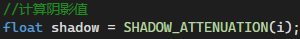 //计算阴影值
float shadow = SHADOW_ATTENUATION(i);